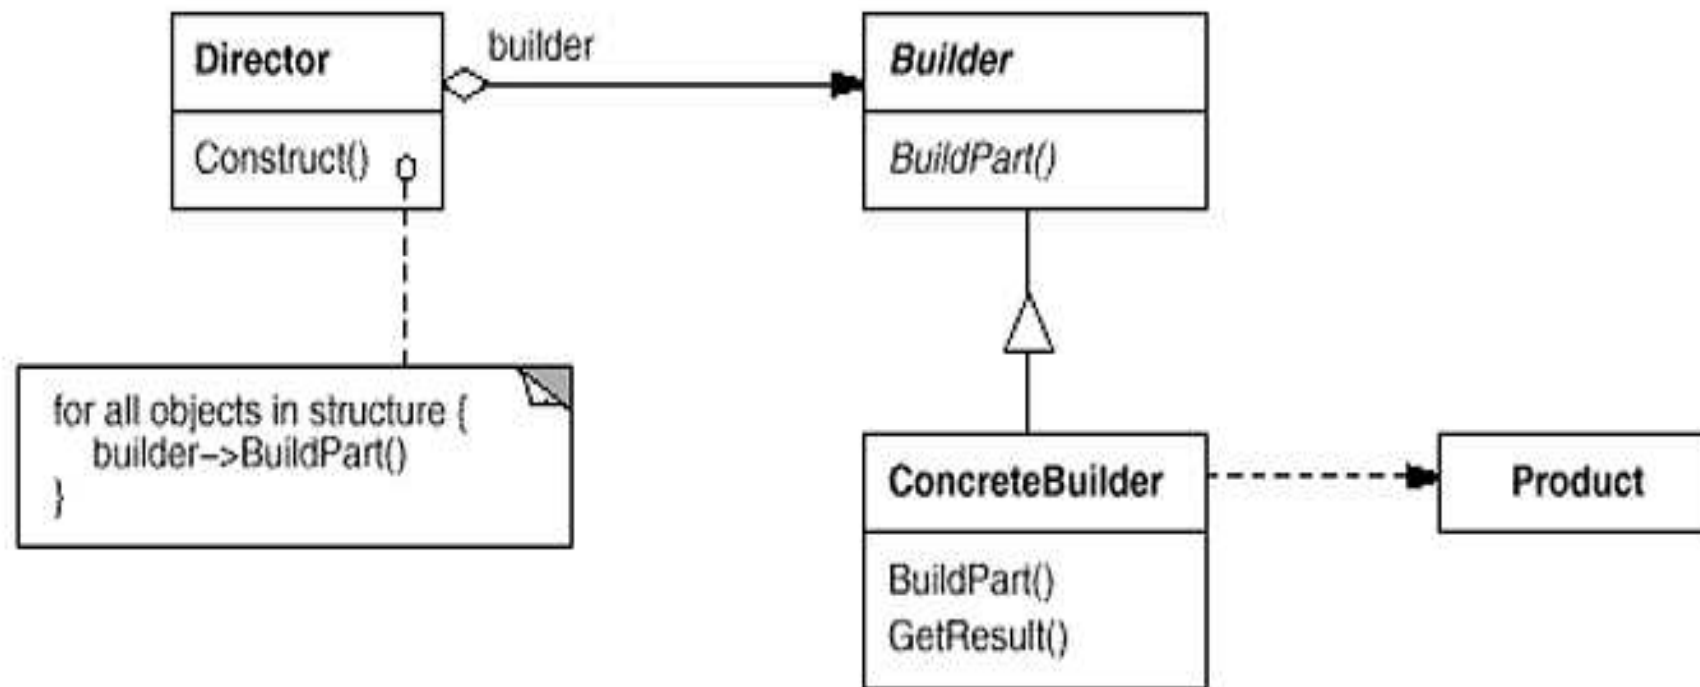 Director
builder
Builder
Construct()
BuildPart()
for all objects in structure {
builder–>BuildPart()
}
ConcreteBuilder
Product
BuildPart()
GetResult()